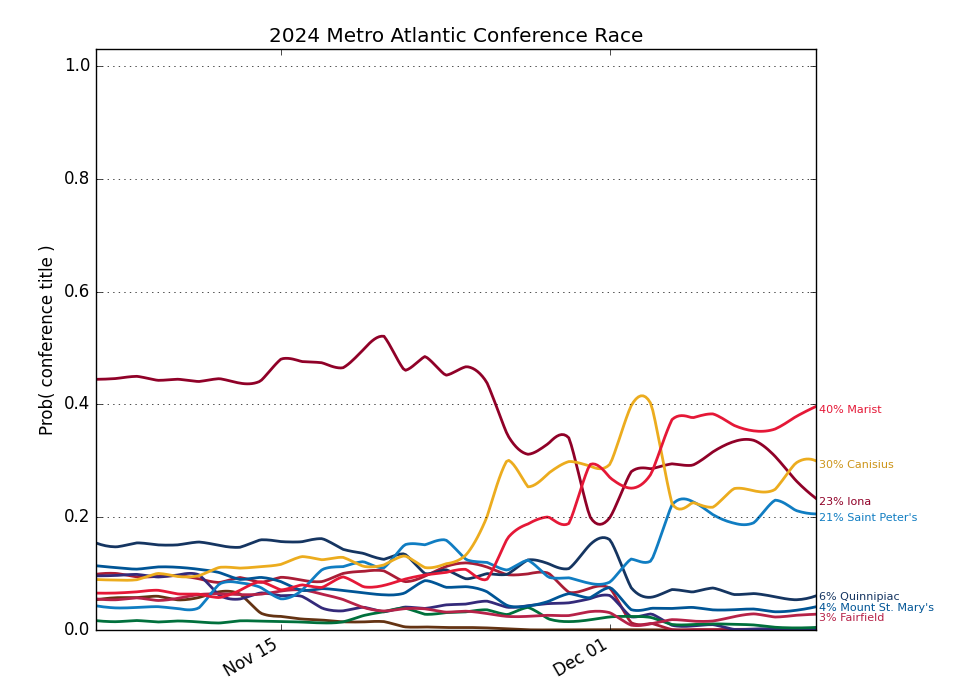 2024 Metro Atlantic Conference Race
1.0
0.8
0.6
0.4
0.2
0.0
Prob( conference title )
Nov 15
Dec 01
40% Marist
30% Canisius
23% Iona
21% Saint Peter's
6% Quinnipiac
4% Mount St. Mary's
3% Fairfield